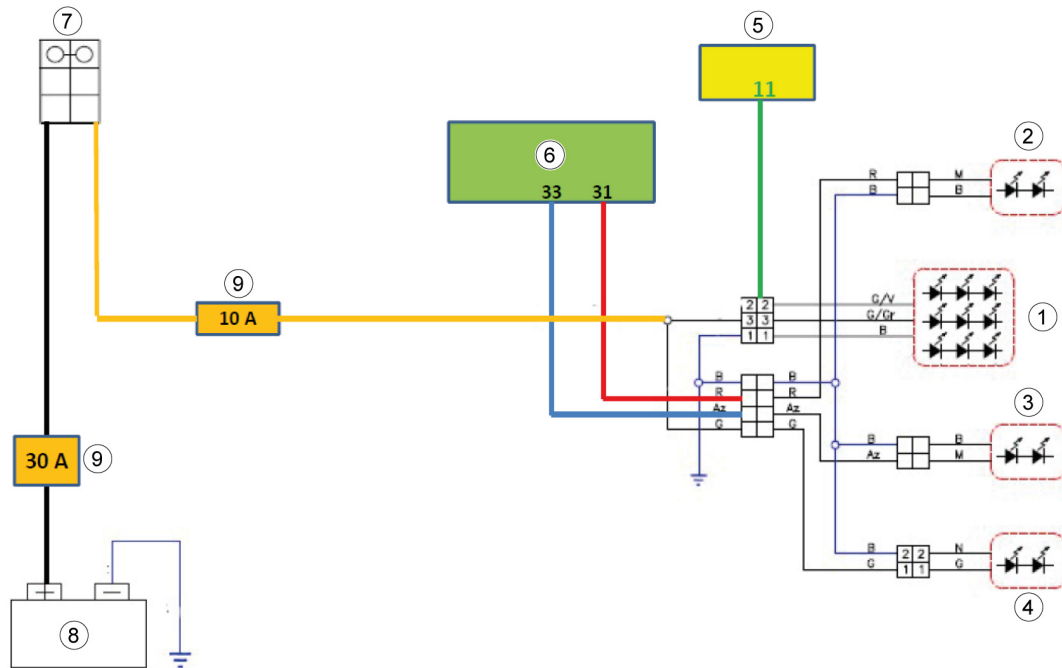 7
5
11
6
33 31
2
R M
B B
9
10 A
2 2 G/V
3 3 G/Gr
1 1 B
1
B B
R R
Az Az
G G
3
B B
Az M
30 A 9
B 2 2 N
G 1 1 G
4
+ −
8